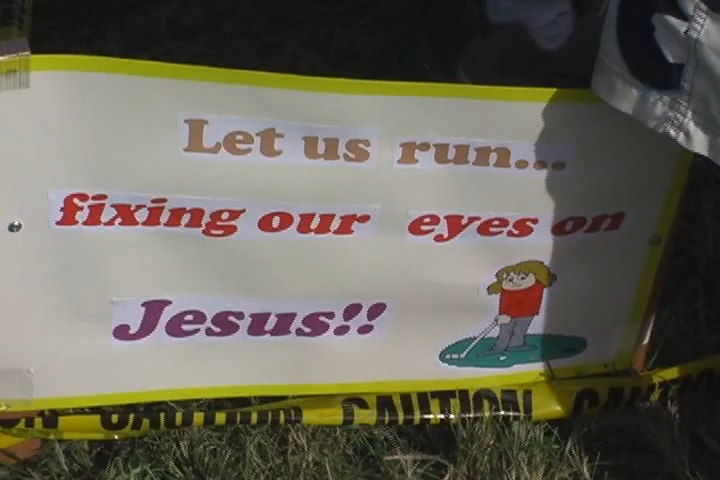 Let us run...
fixing our eyes on
Jesus!!
CAUTION CAUTION